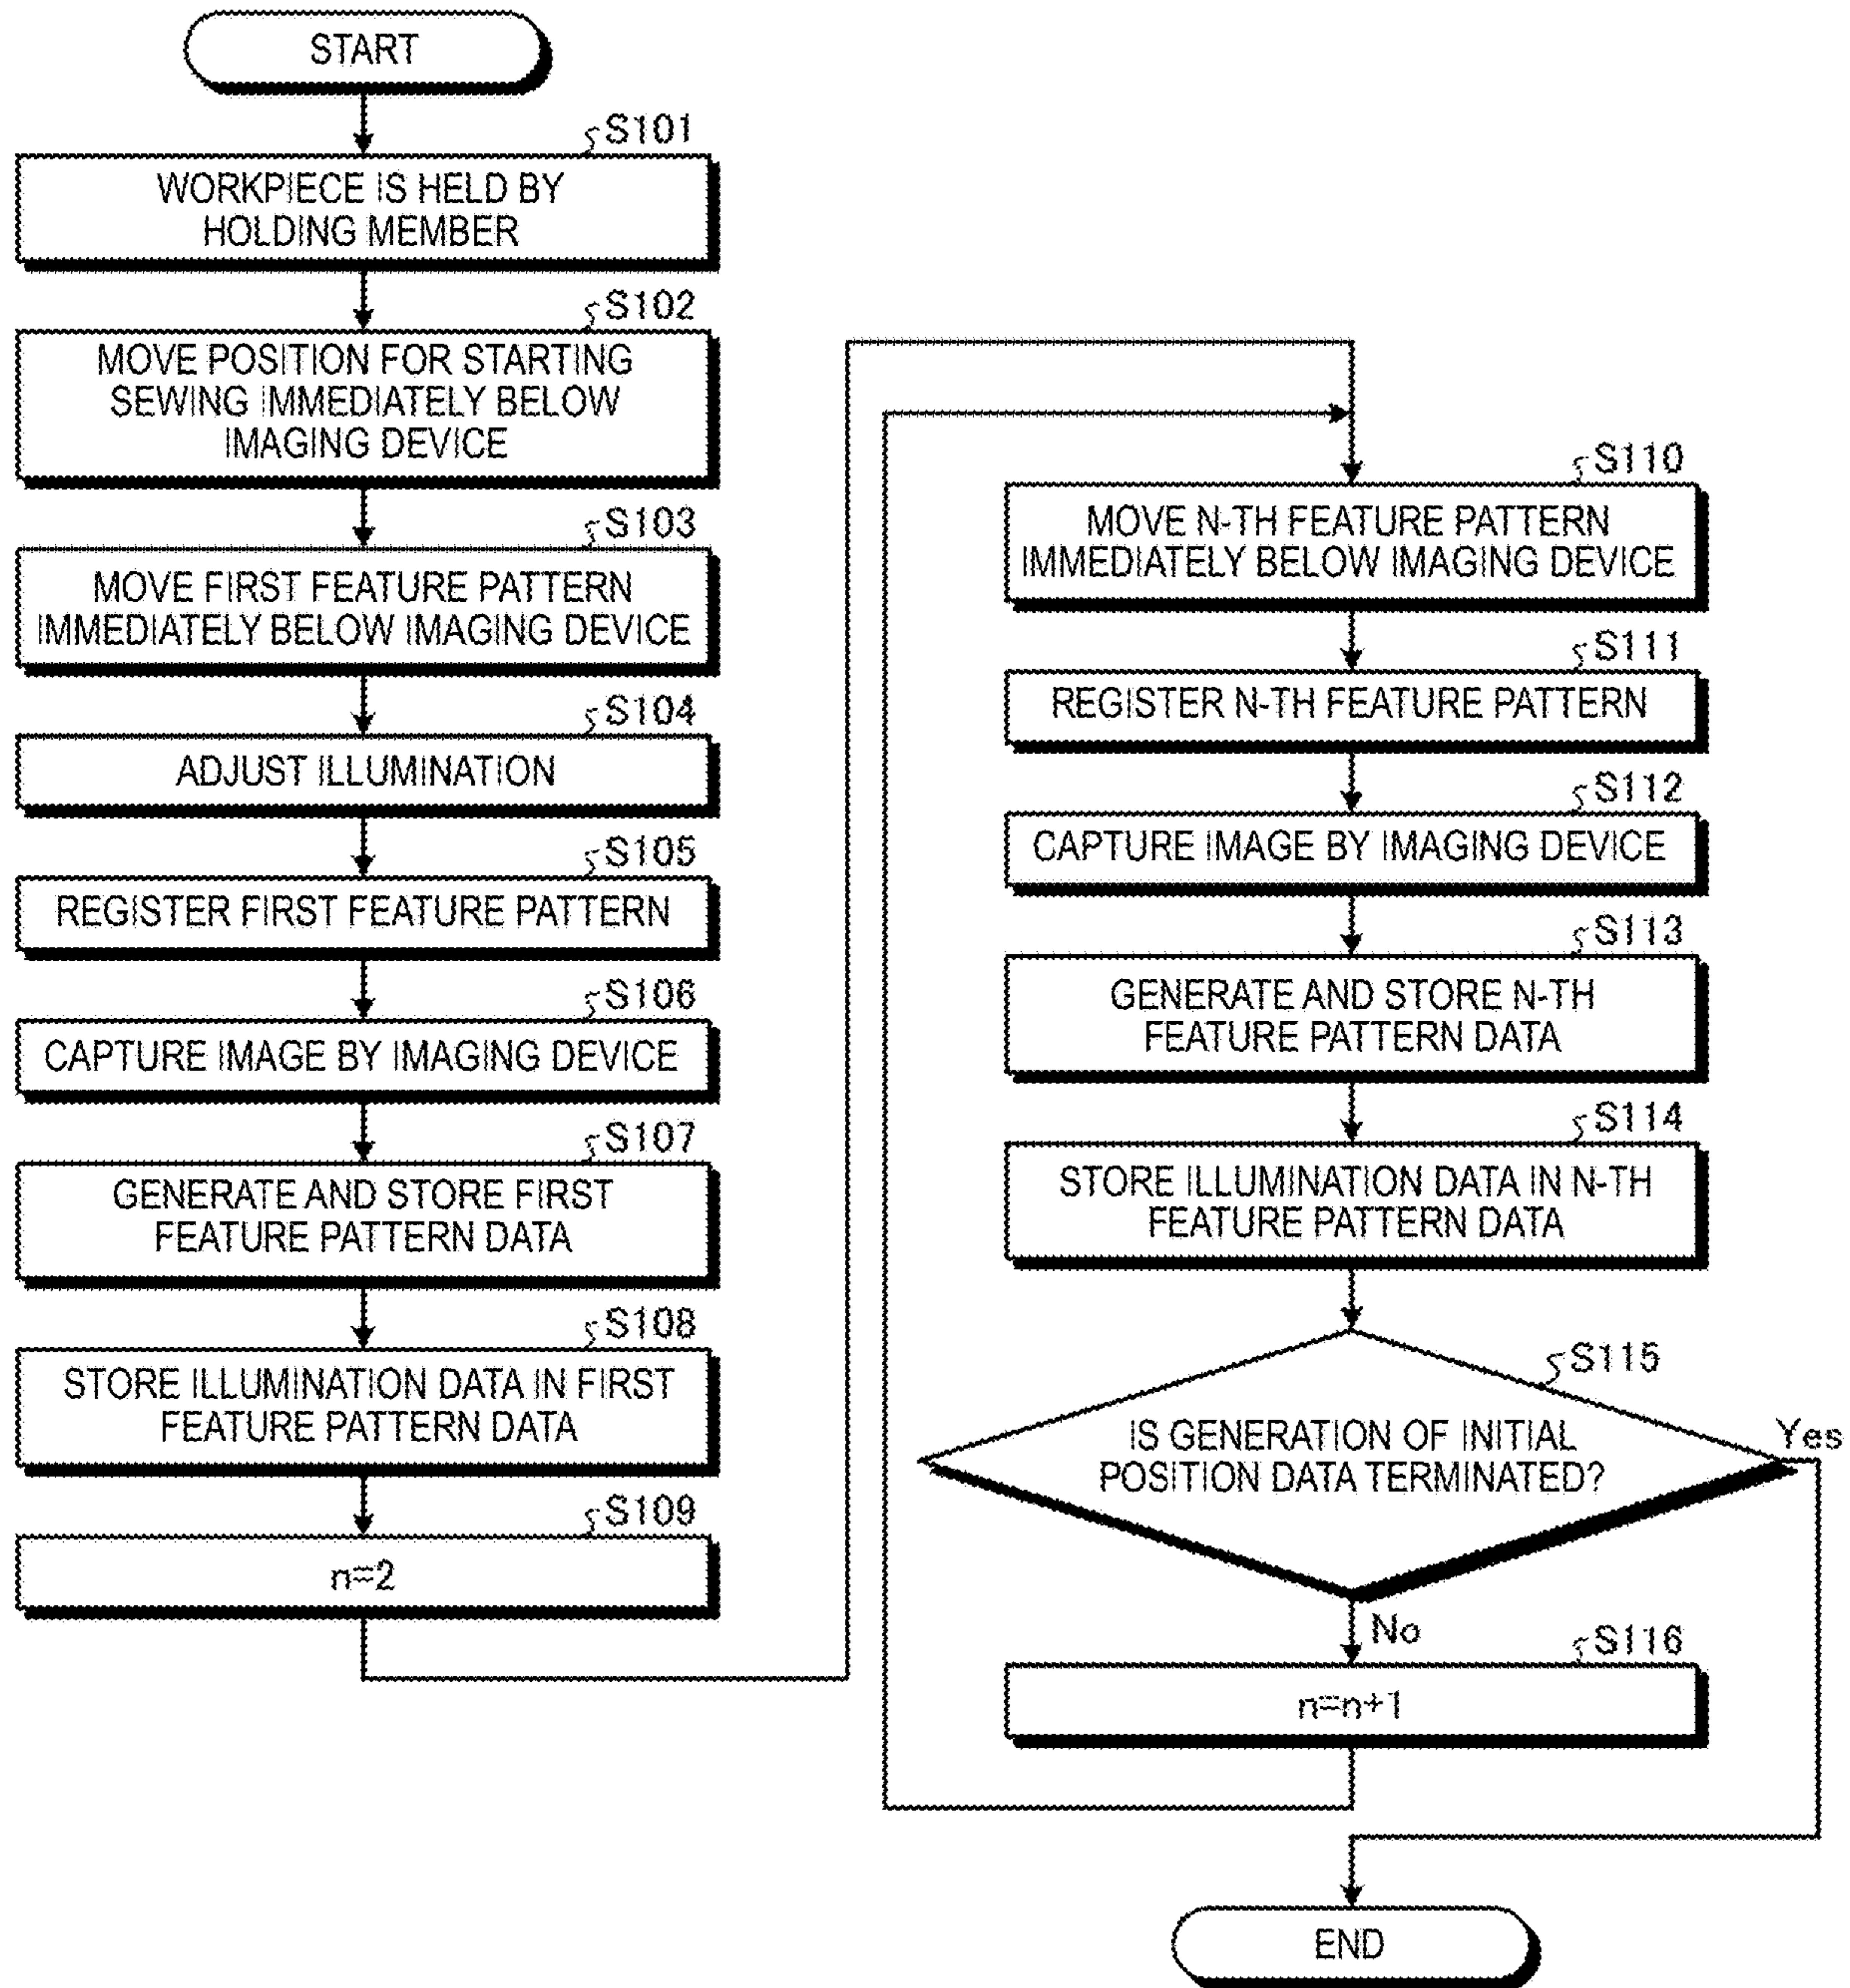 START
S101
WORKPIECE IS HELD BY
HOLDING MEMBER
S102
MOVE POSITION FOR STARTING
SEWING IMMEDIATELY BELOW
IMAGING DEVICE
S103
MOVE FIRST FEATURE PATTERN
IMMEDIATELY BELOW IMAGING DEVICE
S104
ADJUST ILLUMINATION
S105
REGISTER FIRST FEATURE PATTERN
S106
CAPTURE IMAGE BY IMAGING DEVICE
S107
GENERATE AND STORE FIRST
FEATURE PATTERN DATA
S108
STORE ILLUMINATION DATA IN FIRST
FEATURE PATTERN DATA
S109
n=2
S110
MOVE N-TH FEATURE PATTERN
IMMEDIATELY BELOW IMAGING DEVICE
S111
REGISTER N-TH FEATURE PATTERN
S112
CAPTURE IMAGE BY IMAGING DEVICE
S113
GENERATE AND STORE N-TH
FEATURE PATTERN DATA
S114
STORE ILLUMINATION DATA IN N-TH
FEATURE PATTERN DATA
S115
IS GENERATION OF INITIAL
POSITION DATA TERMINATED?
Yes
No
S116
n=n+1
END